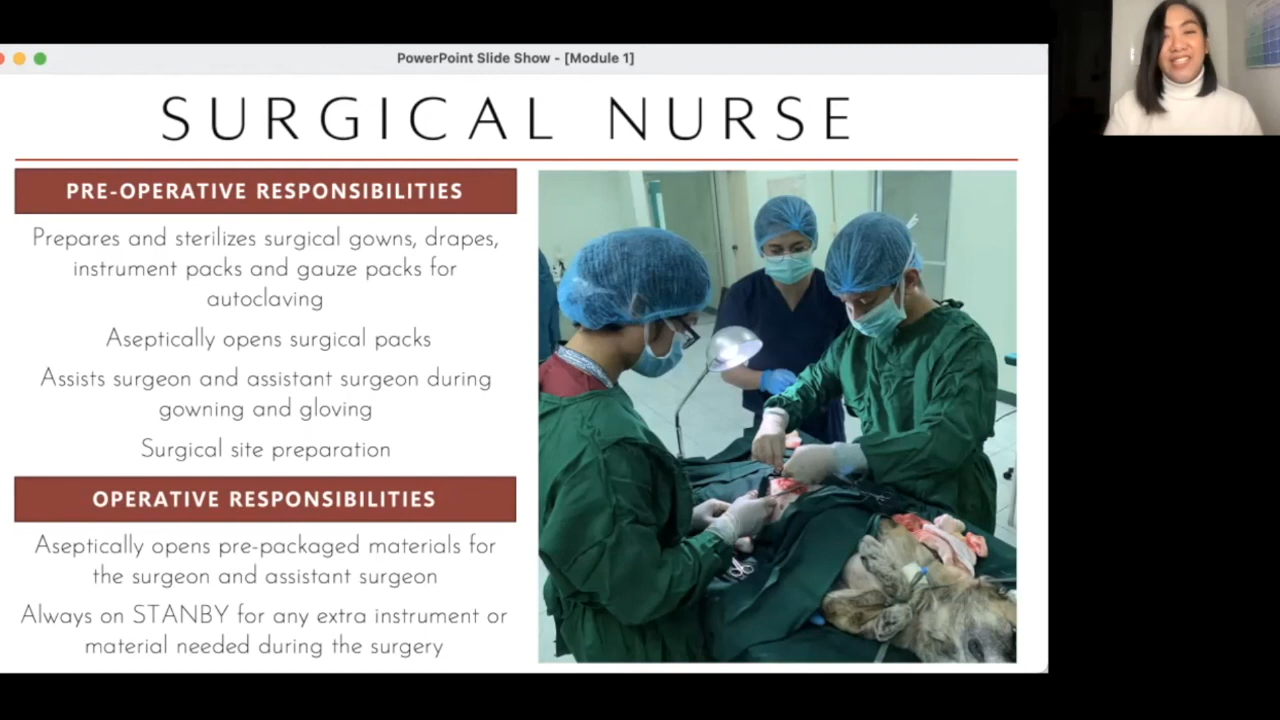 PowerPoint Slide Show - [Module 1]
SURGICAL NURSE
PRE-OPERATIVE RESPONSIBILITIES
Prepares and sterilizes surgical gowns, drapes,
instrument packs and gauze packs for
autoclaving
Aseptically opens surgical packs
Assists surgeon and assistant surgeon during
gowning and gloving
Surgical site preparation
OPERATIVE RESPONSIBILITIES
Aseptically opens pre-packaged materials for
the surgeon and assistant surgeon
Always on STANBY for any extra instrument or
material needed during the surgery